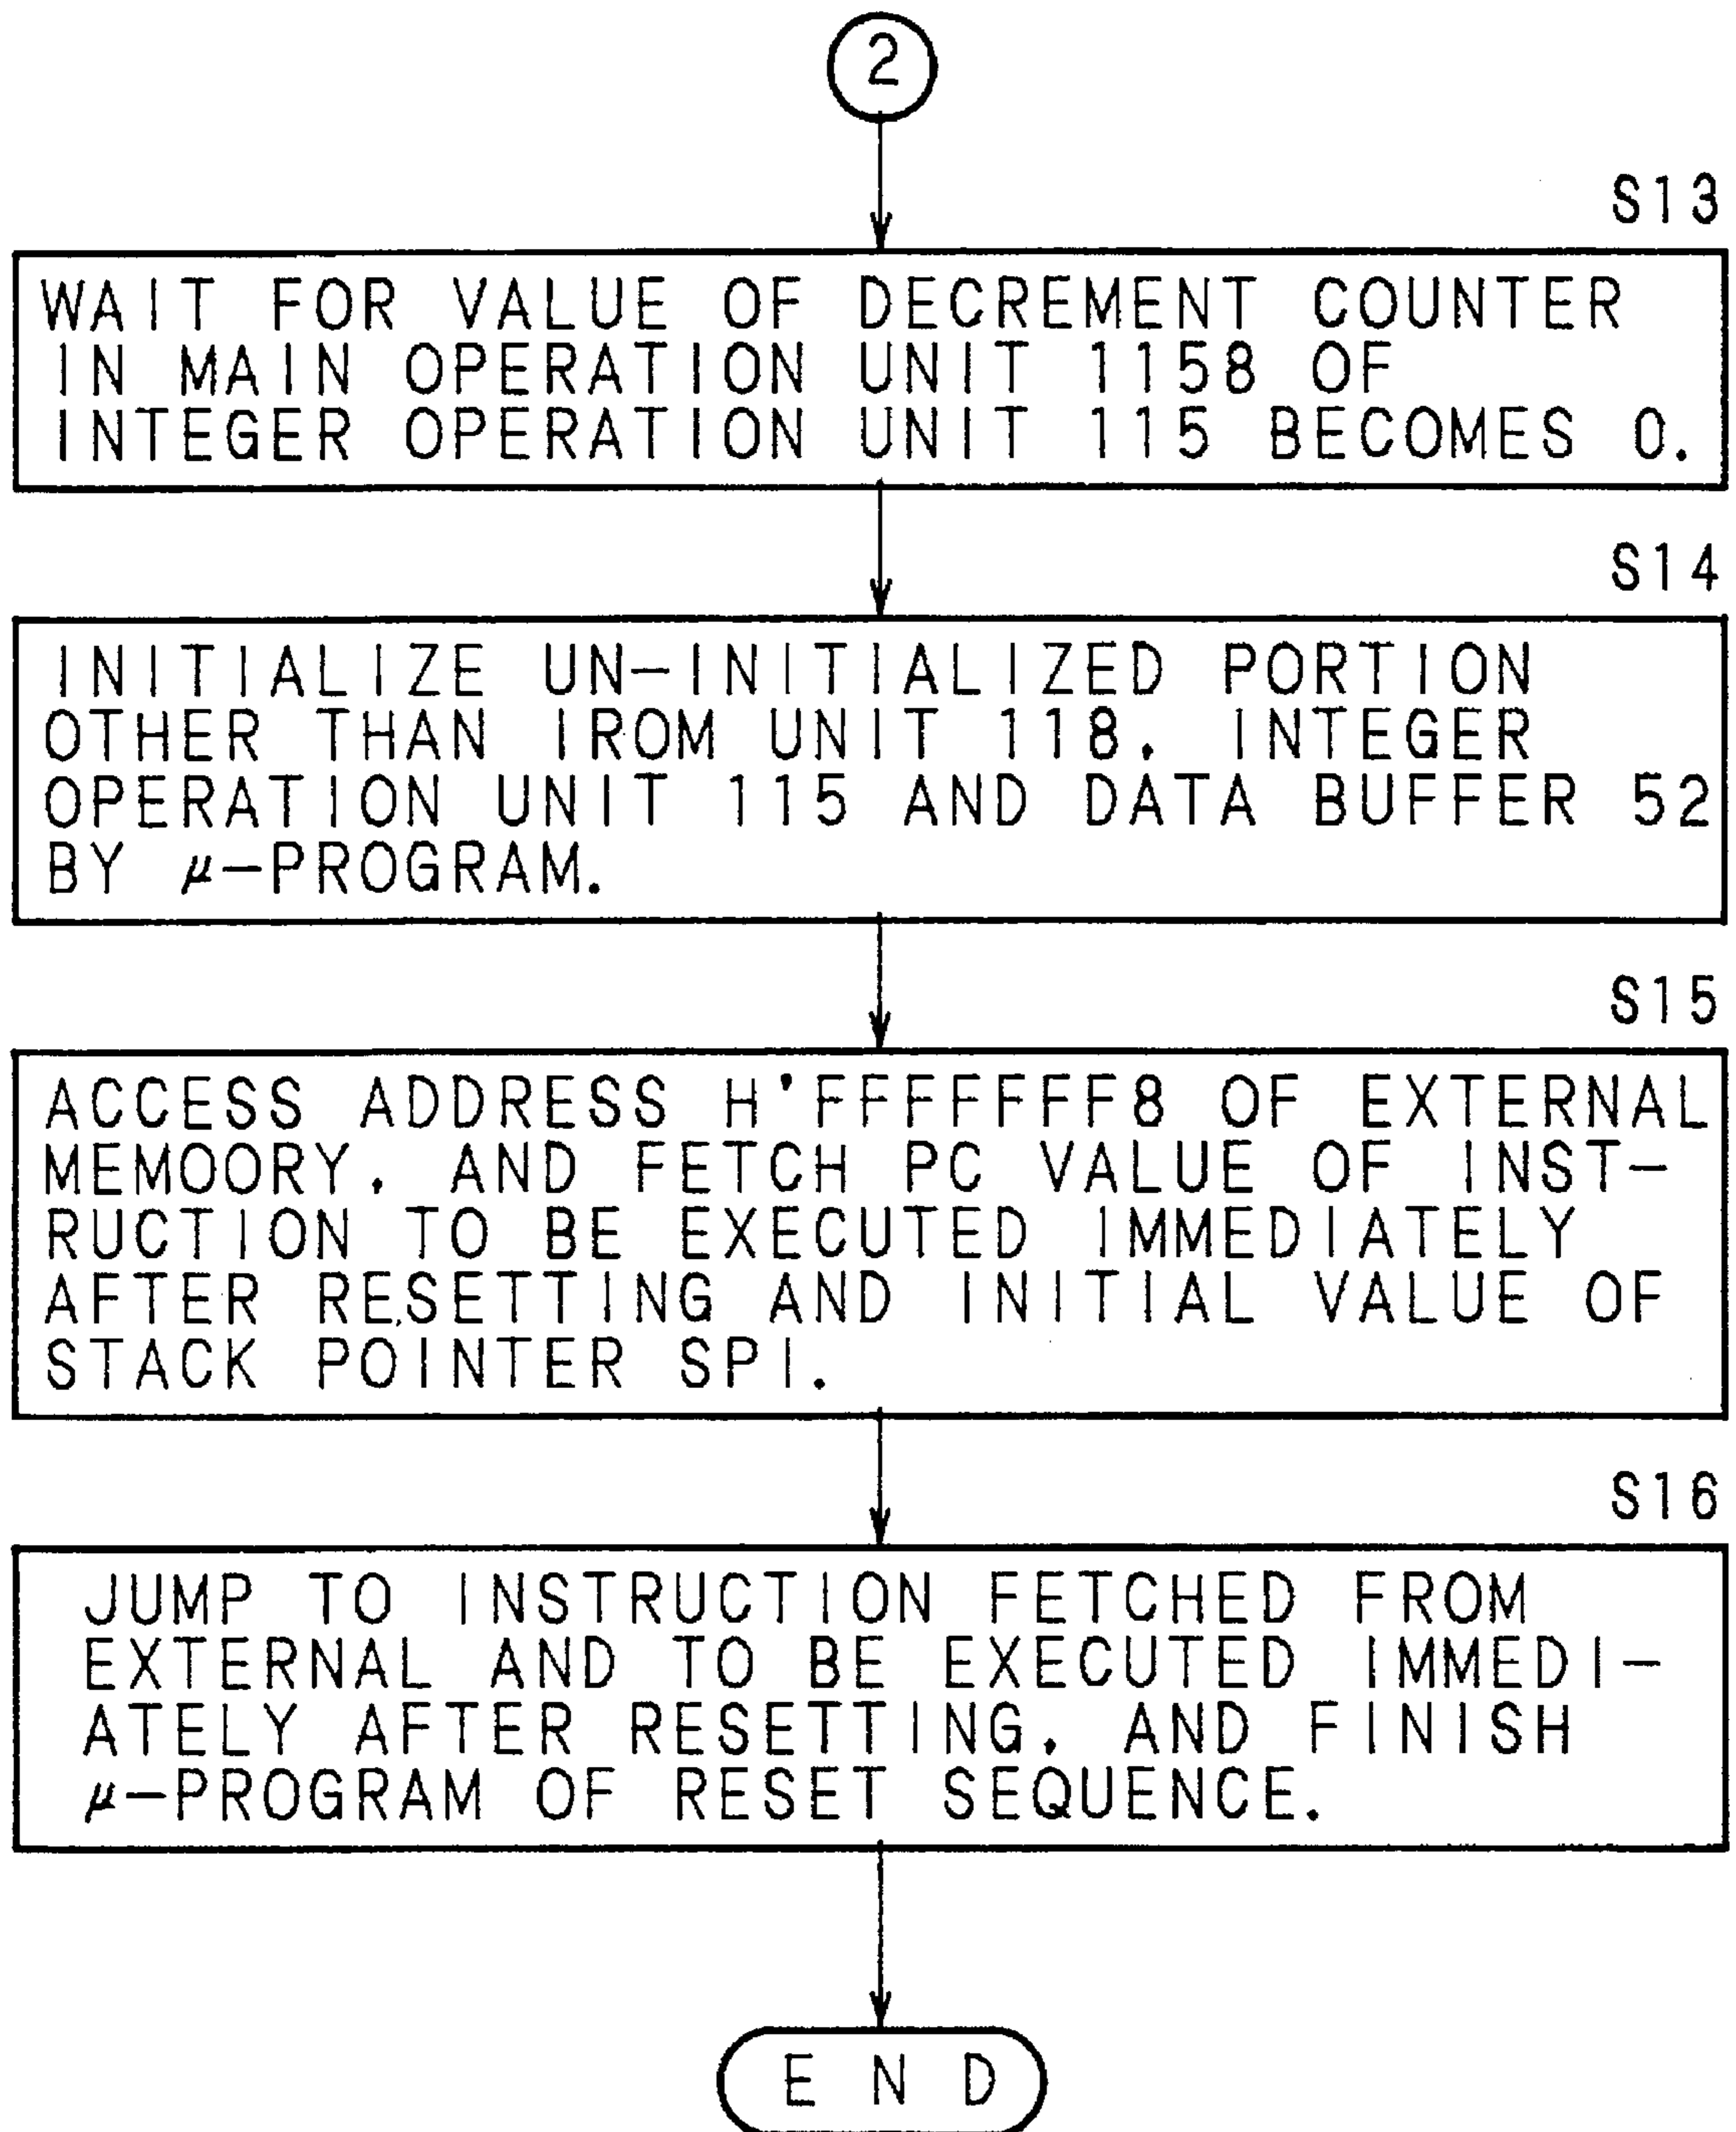 2
S13
WAIT FOR VALUE OF DECREMENT COUNTER
IN MAIN OPERATION UNIT 1158 OF
INTEGER OPERATION UNIT 115 BECOMES 0.
S14
INITIALIZE UN-INITIALIZED PORTION
OTHER THAN IROM UNIT 118, INTEGER
OPERATION UNIT 115 AND DATA BUFFER 52
BY μ-PROGRAM.
S15
ACCESS ADDRESS H'FFFFFFF8 OF EXTERNAL
MEMOORY, AND FETCH PC VALUE OF INST-
RUCTION TO BE EXECUTED IMMEDIATELY
AFTER RESETTING AND INITIAL VALUE OF
STACK POINTER SPI.
S16
JUMP TO INSTRUCTION FETCHED FROM
EXTERNAL AND TO BE EXECUTED IMMEDI-
ATELY AFTER RESETTING, AND FINISH
μ-PROGRAM OF RESET SEQUENCE.
END